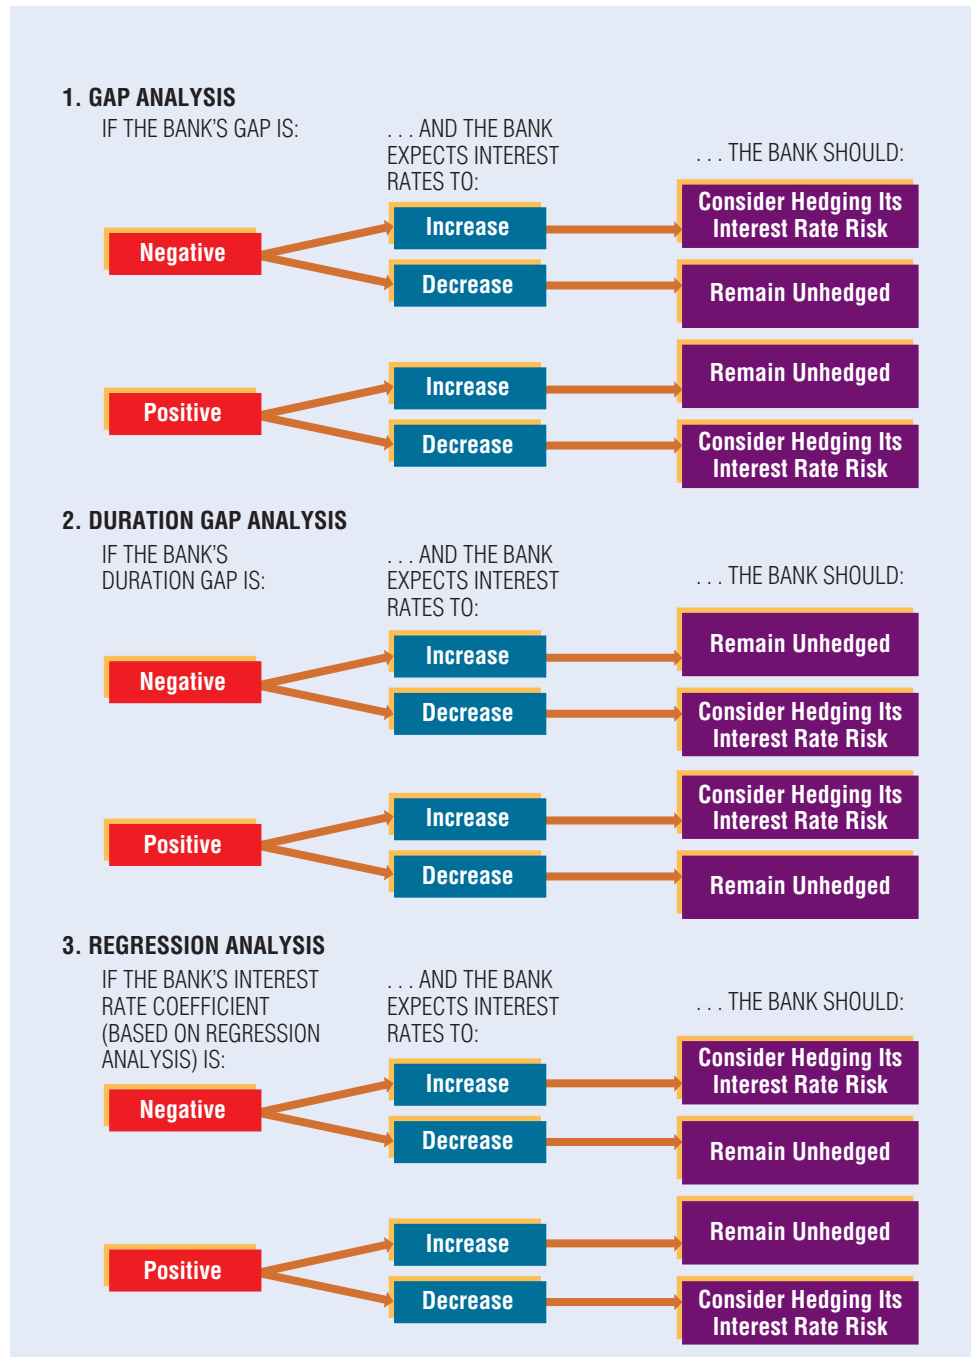 1. GAP ANALYSIS
IF THE BANK'S GAP IS:
. . . AND THE BANK
EXPECTS INTEREST
RATES TO:
. . . THE BANK SHOULD:
Negative
Increase
Consider Hedging Its
Interest Rate Risk
Decrease
Remain Unhedged
Positive
Increase
Remain Unhedged
Decrease
Consider Hedging Its
Interest Rate Risk
2. DURATION GAP ANALYSIS
IF THE BANK'S
DURATION GAP IS:
. . . AND THE BANK
EXPECTS INTEREST
RATES TO:
. . . THE BANK SHOULD:
Negative
Increase
Remain Unhedged
Decrease
Consider Hedging Its
Interest Rate Risk
Positive
Increase
Consider Hedging Its
Interest Rate Risk
Decrease
Remain Unhedged
3. REGRESSION ANALYSIS
IF THE BANK'S INTEREST
RATE COEFFICIENT
(BASED ON REGRESSION
ANALYSIS) IS:
. . . AND THE BANK
EXPECTS INTEREST
RATES TO:
. . . THE BANK SHOULD:
Negative
Increase
Consider Hedging Its
Interest Rate Risk
Decrease
Remain Unhedged
Positive
Increase
Remain Unhedged
Decrease
Consider Hedging Its
Interest Rate Risk